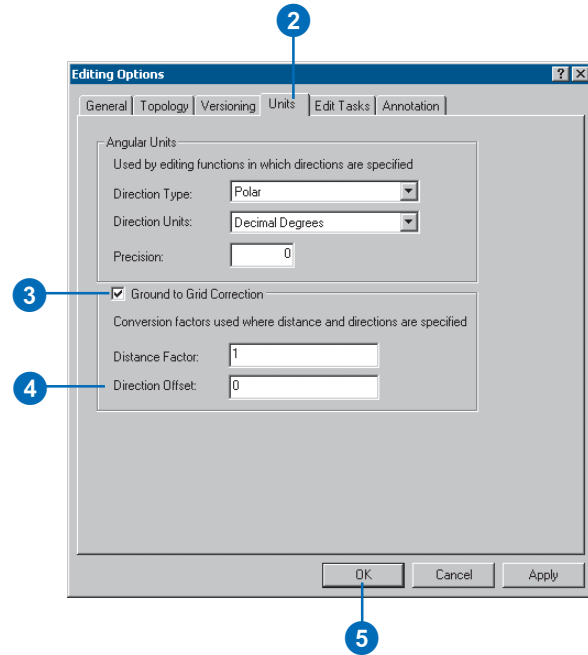 2
Editing Options
General Topology Versioning Units Edit Tasks Annotation
Angular Units
Used by editing functions in which directions are specified
Direction Type: Polar
Direction Units: Decimal Degrees
Precision: 0
3
Ground to Grid Correction
Conversion factors used where distance and directions are specified
Distance Factor: 1
4
Direction Offset: 0
OK Cancel Apply
5